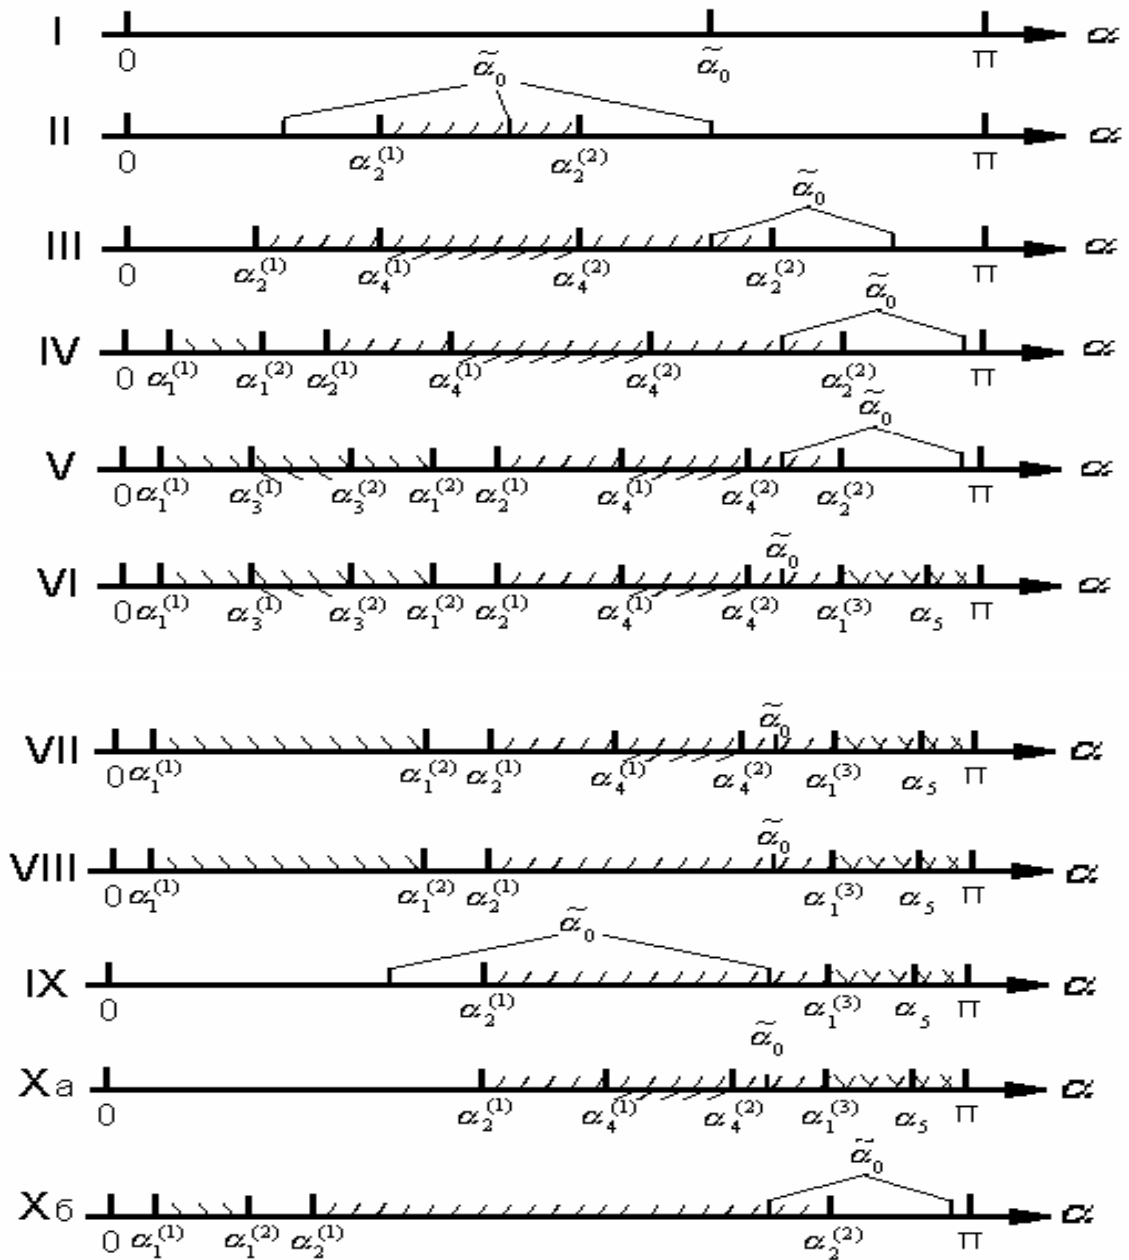 I α
0 α̃₀ π
α̃₀
II α
0 α₂⁽¹⁾ α₂⁽²⁾ π
α̃₀
III α
0 α₂⁽¹⁾ α₄⁽¹⁾ α₄⁽²⁾ α₂⁽²⁾ π
α̃₀
IV α
0 α₁⁽¹⁾ α₁⁽²⁾ α₂⁽¹⁾ α₄⁽¹⁾ α₄⁽²⁾ α₂⁽²⁾ π
α̃₀
V α
0 α₁⁽¹⁾ α₃⁽¹⁾ α₃⁽²⁾ α₁⁽²⁾ α₂⁽¹⁾ α₄⁽¹⁾ α₄⁽²⁾ α₂⁽²⁾ π
α̃₀
VI α
0 α₁⁽¹⁾ α₃⁽¹⁾ α₃⁽²⁾ α₁⁽²⁾ α₂⁽¹⁾ α₄⁽¹⁾ α₄⁽²⁾ α₁⁽³⁾ α₅ π
α̃₀
VII α
0 α₁⁽¹⁾ α₁⁽²⁾ α₂⁽¹⁾ α₄⁽¹⁾ α₄⁽²⁾ α₁⁽³⁾ α₅ π
α̃₀
VIII α
0 α₁⁽¹⁾ α₁⁽²⁾ α₂⁽¹⁾ α₁⁽³⁾ α₅ π
α̃₀
IX α
0 α₂⁽¹⁾ α₁⁽³⁾ α₅ π
α̃₀
Xa α
0 α₂⁽¹⁾ α₄⁽¹⁾ α₄⁽²⁾ α₁⁽³⁾ α₅ π
α̃₀
Xб α
0 α₁⁽¹⁾ α₁⁽²⁾ α₂⁽¹⁾ α₂⁽²⁾ π